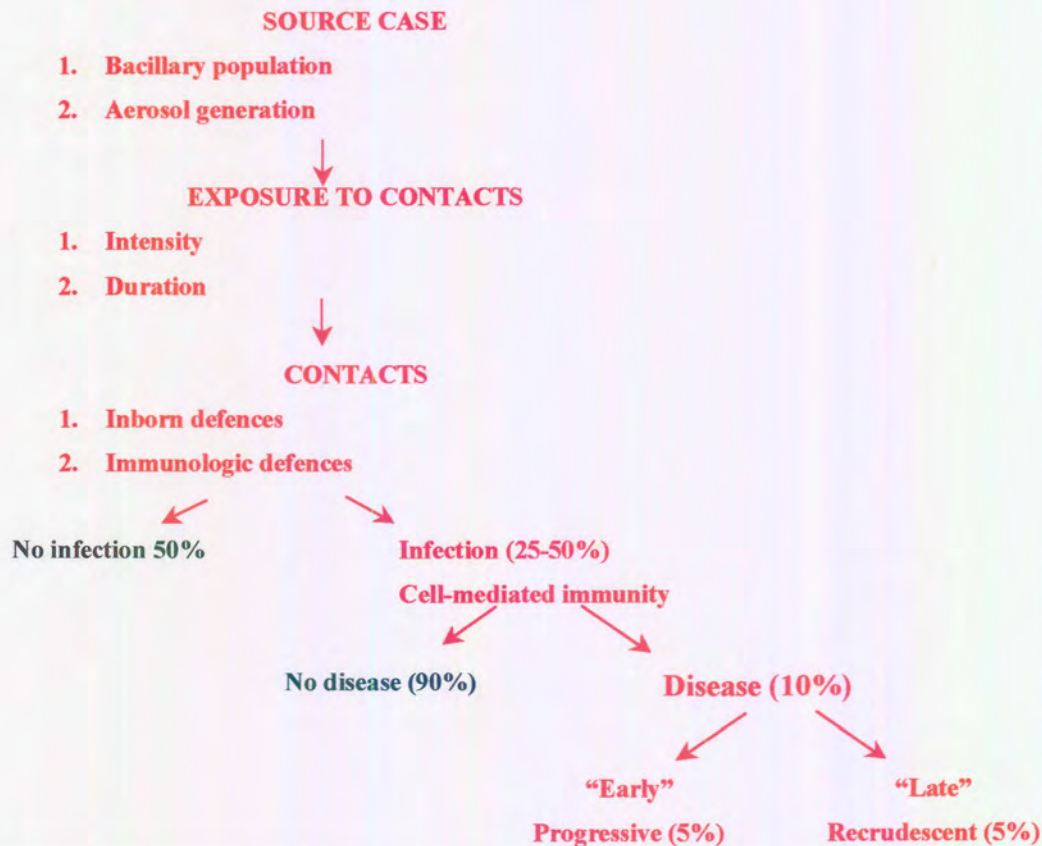 SOURCE CASE
1. Bacillary population
2. Aerosol generation
EXPOSURE TO CONTACTS
1. Intensity
2. Duration
CONTACTS
1. Inborn defences
2. Immunologic defences
No infection 50%
Infection (25-50%)
Cell-mediated immunity
No disease (90%)
Disease (10%)
“Early”
“Late”
Progressive (5%)
Recrudescent (5%)